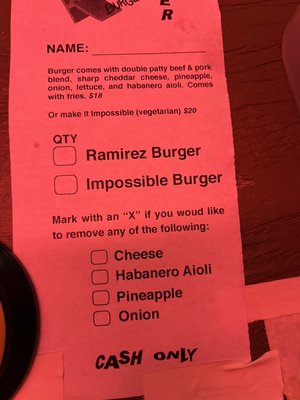 BURGER
E
R
NAME:
Burger comes with double patty beef & pork
blend, sharp cheddar cheese, pineapple,
onion, lettuce, and habanero aioli. Comes
with fries. $18
Or make it Impossible (vegetarian) $20
QTY
Ramirez Burger
Impossible Burger
Mark with an "X" if you woud like
to remove any of the following:
Cheese
Habanero Aioli
Pineapple
Onion
CASH ONLY